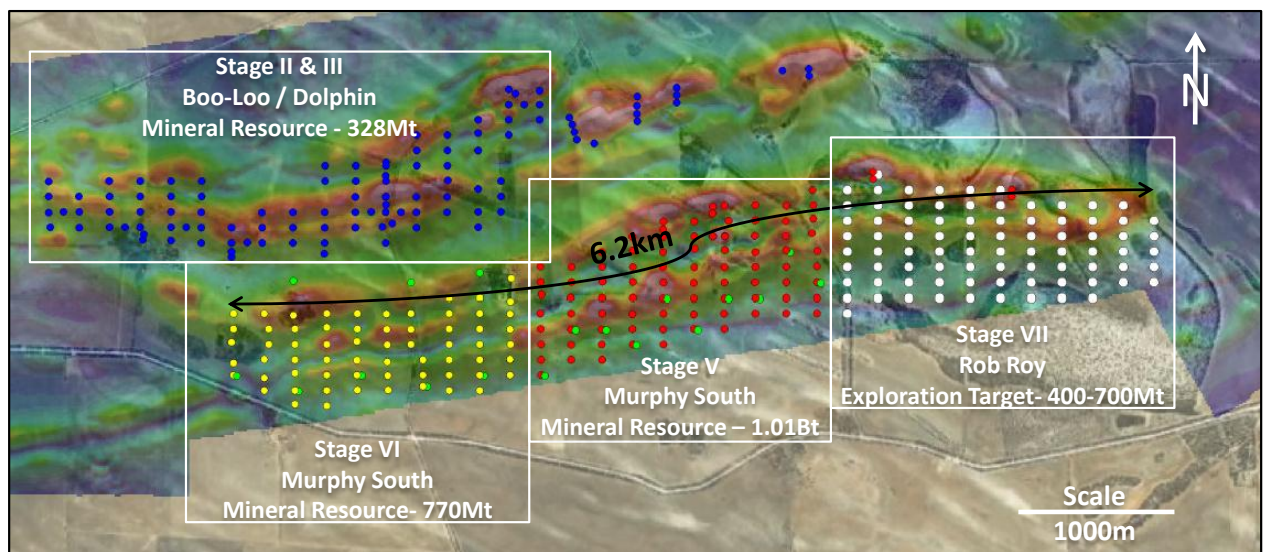 Stage II & III
Boo-Loo / Dolphin
Mineral Resource - 328Mt
N
6.2km
Stage VII
Rob Roy
Exploration Target- 400-700Mt
Stage V
Murphy South
Mineral Resource – 1.01Bt
Stage VI
Murphy South
Mineral Resource- 770Mt
Scale
1000m